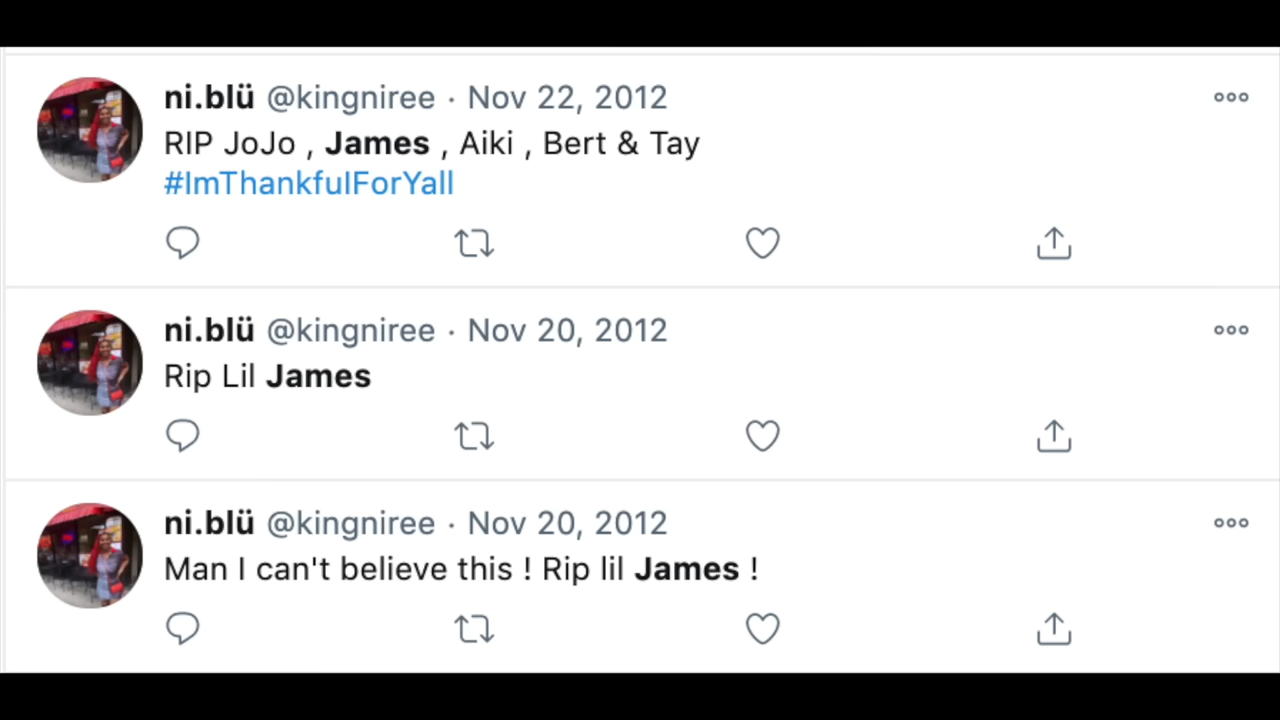 ni.blü @kingniree · Nov 22, 2012
RIP JoJo , James , Aiki , Bert & Tay
#ImThankfulForYall
ni.blü @kingniree · Nov 20, 2012
Rip Lil James
ni.blü @kingniree · Nov 20, 2012
Man I can't believe this ! Rip lil James !